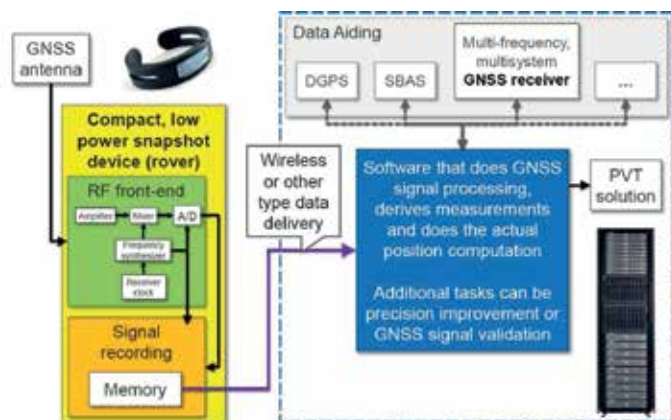 GNSS
antenna
Compact, low
power snapshot
device (rover)
RF front-end
Amplifier
Mixer
A/D
Frequency
synthesizer
Receiver
clock
Signal
recording
Memory
Wireless
or other
type data
delivery
Data Aiding
DGPS
SBAS
Multi-frequency,
multisystem
GNSS receiver
...
Software that does GNSS
signal processing,
derives measurements
and does the actual
position computation
Additional tasks can be
precision improvement or
GNSS signal validation
PVT
solution